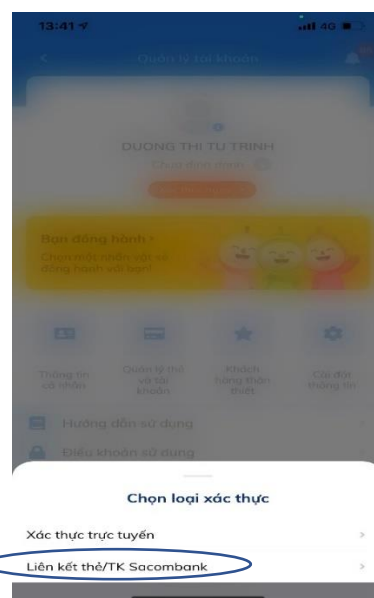 13:41
4G
Quản lý tài khoản
DUONG THI TU TRINH
Chưa định danh
Bạn đồng hành
Chọn một nhân vật sẽ
đồng hành với bạn!
Thông tin
cá nhân
Quản lý thẻ
và tài
khoản
Khách
hàng thân
thiết
Cài đặt
thông tin
Hướng dẫn sử dụng
Điều khoản sử dụng
Chọn loại xác thực
Xác thực trực tuyến
Liên kết thẻ/TK Sacombank